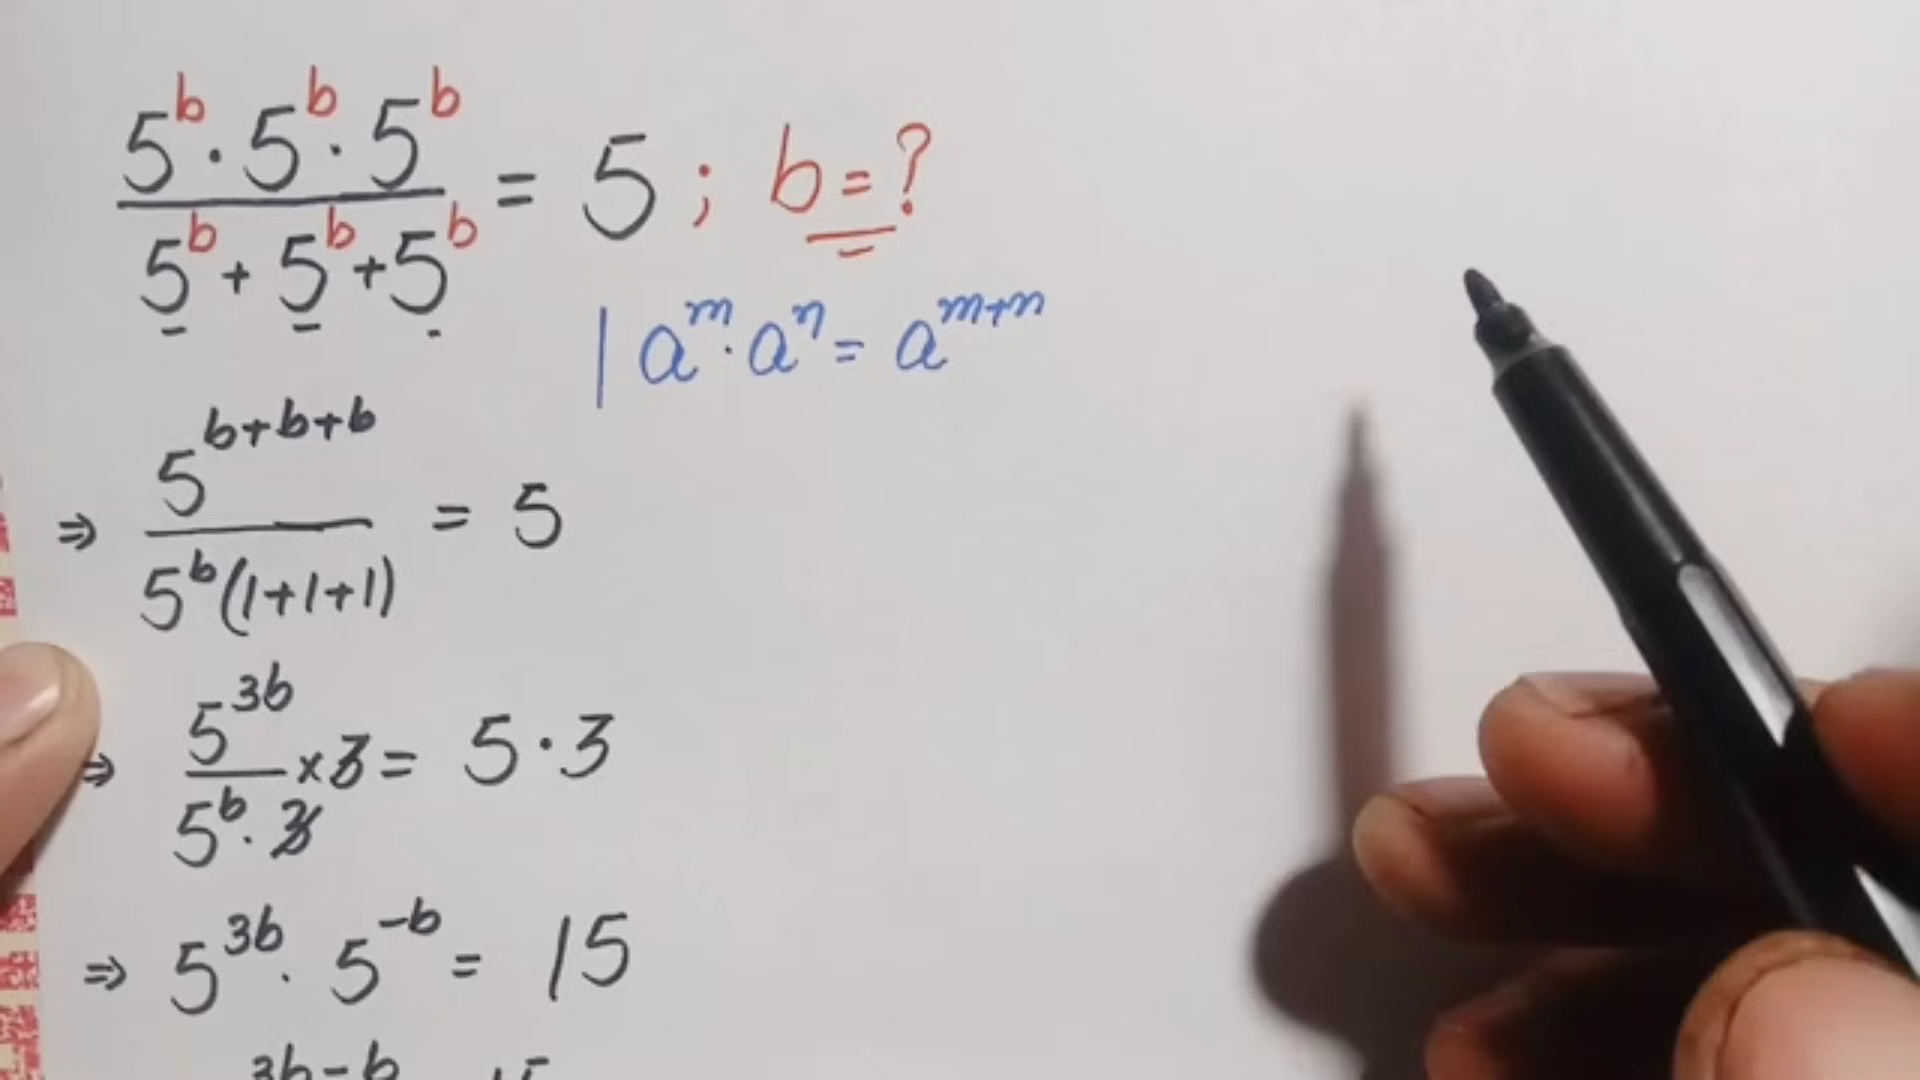 5^b · 5^b · 5^b / 5^b + 5^b + 5^b = 5 ; b = ?
| a^m · a^n = a^{m+n}
⇒ 5^{b+b+b} / 5^b (1+1+1) = 5
⇒ 5^{3b} / 5^b · 3 × 3 = 5 · 3
⇒ 5^{3b} · 5^{-b} = 15
3b - b